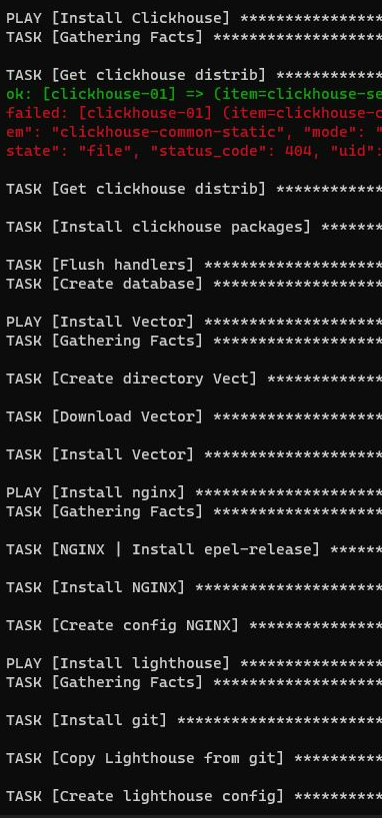 PLAY [Install Clickhouse] ****************
TASK [Gathering Facts] *******************
TASK [Get clickhouse distrib] ************
ok: [clickhouse-01] => (item=clickhouse-se
failed: [clickhouse-01] (item=clickhouse-c
em": "clickhouse-common-static", "mode": "
state": "file", "status_code": 404, "uid":
TASK [Get clickhouse distrib] ************
TASK [Install clickhouse packages] *******
TASK [Flush handlers] ********************
TASK [Create database] *******************
PLAY [Install Vector] ********************
TASK [Gathering Facts] *******************
TASK [Create directory Vect] *************
TASK [Download Vector] *******************
TASK [Install Vector] ********************
PLAY [Install nginx] *********************
TASK [Gathering Facts] *******************
TASK [NGINX | Install epel-release] ******
TASK [Install NGINX] *********************
TASK [Create config NGINX] ***************
PLAY [Install lighthouse] ****************
TASK [Gathering Facts] *******************
TASK [Install git] ***********************
TASK [Copy Lighthouse from git] **********
TASK [Create lighthouse config] **********